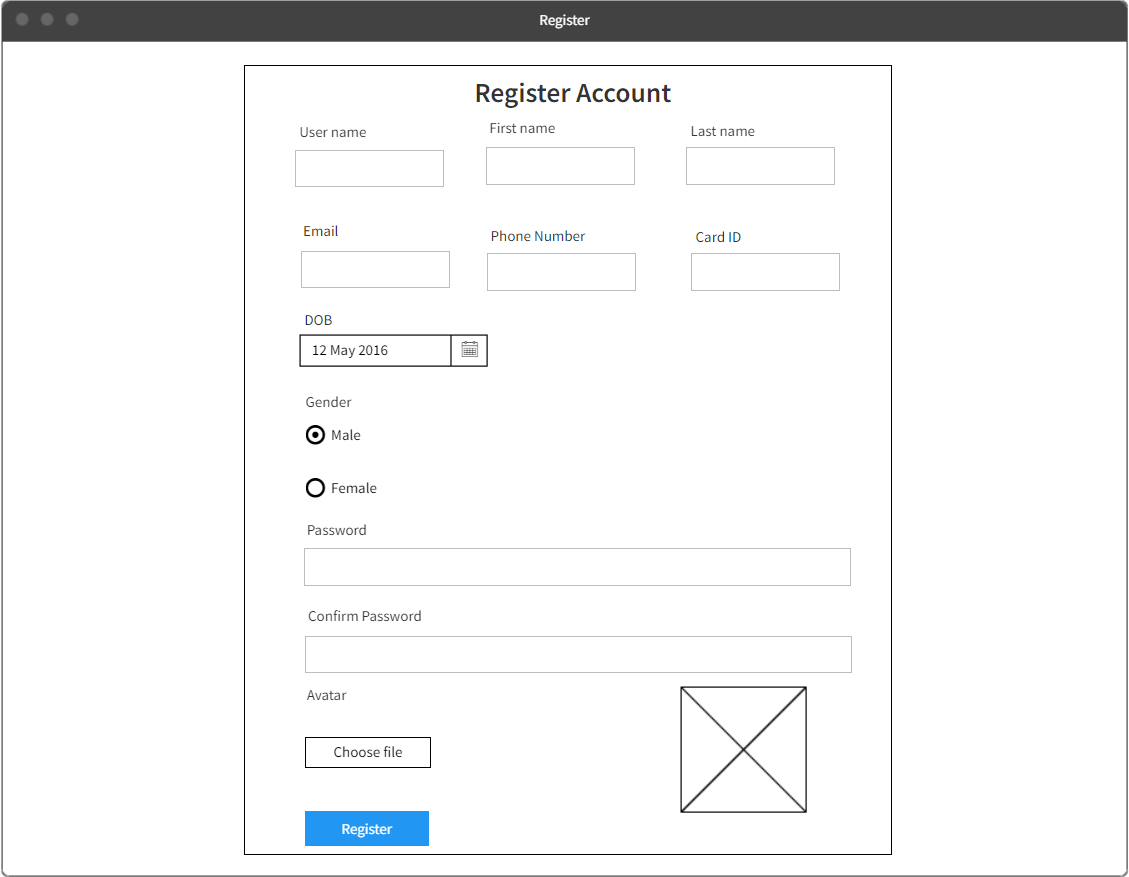 Register
Register Account
User name
First name
Last name
Email
Phone Number
Card ID
DOB
12 May 2016
Gender
Male
Female
Password
Confirm Password
Avatar
Choose file
Register